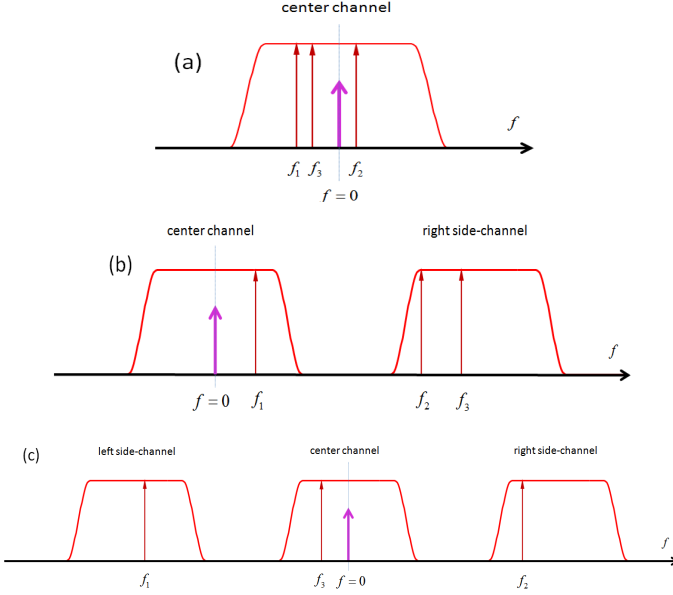 center channel
(a)
f
f₁ f₃ f₂
f = 0
center channel right side-channel
(b)
f
f = 0 f₁ f₂ f₃
(c) left side-channel center channel right side-channel
f
f₁ f₃ f = 0 f₂